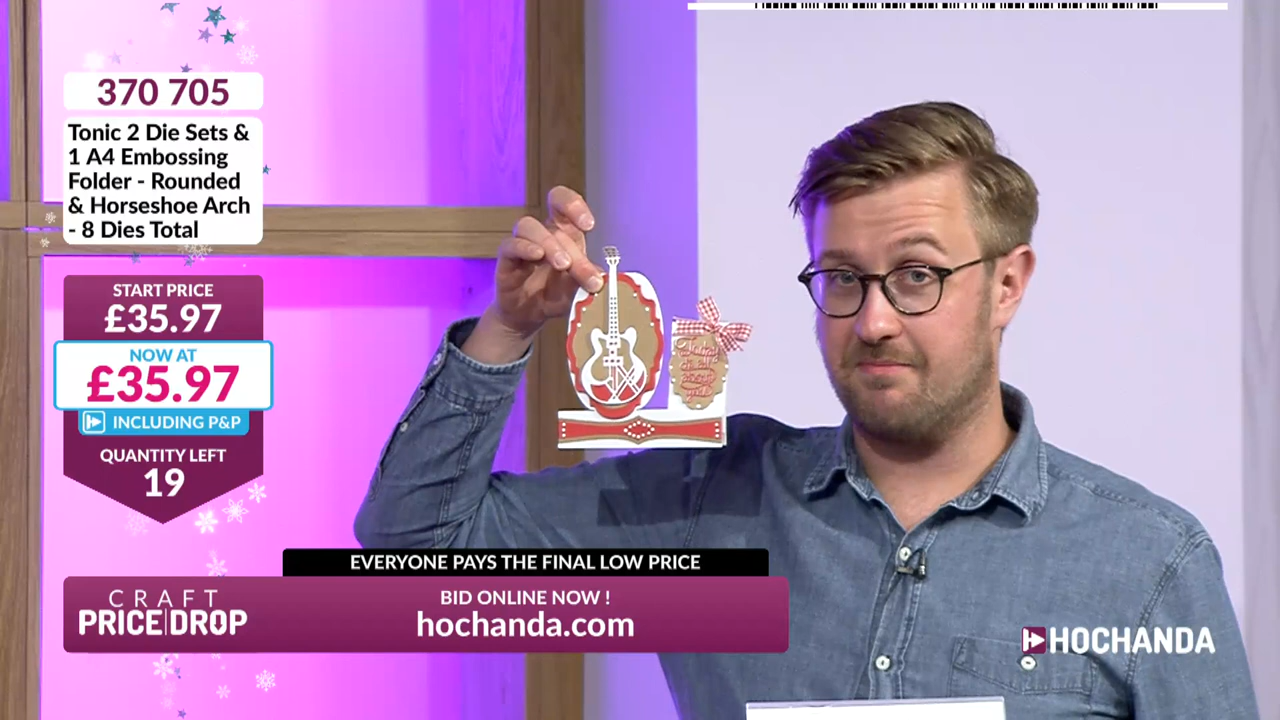 370 705
Tonic 2 Die Sets &
1 A4 Embossing
Folder - Rounded
& Horseshoe Arch
- 8 Dies Total
START PRICE
£35.97
NOW AT
£35.97
INCLUDING P&P
QUANTITY LEFT
19
EVERYONE PAYS THE FINAL LOW PRICE
CRAFT
PRICE DROP
BID ONLINE NOW !
hochanda.com
HOCHANDA